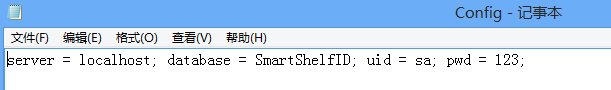 Config - 记事本
文件(F) 编辑(E) 格式(O) 查看(V) 帮助(H)
server = localhost; database = SmartShelfID; uid = sa; pwd = 123;